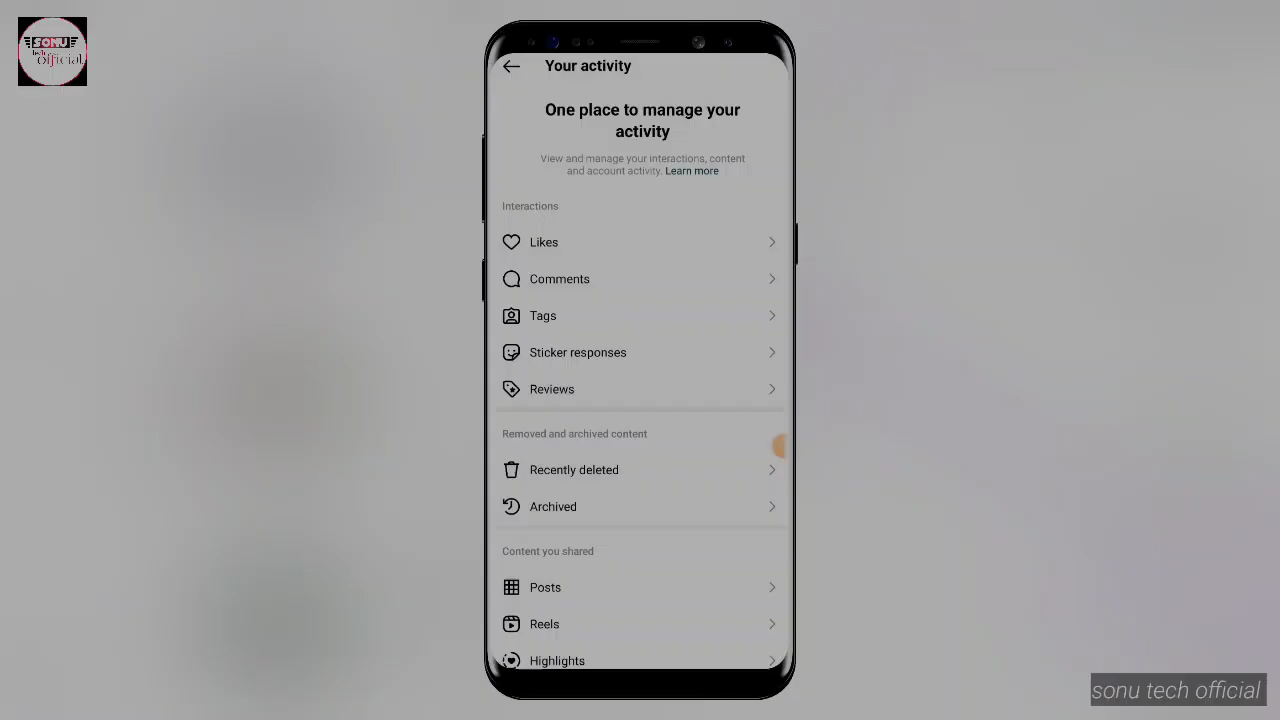 SONU
tech
official
Your activity
One place to manage your
activity
View and manage your interactions, content
and account activity. Learn more
Interactions
Likes
Comments
Tags
Sticker responses
Reviews
Removed and archived content
Recently deleted
Archived
Content you shared
Posts
Reels
Highlights
sonu tech official